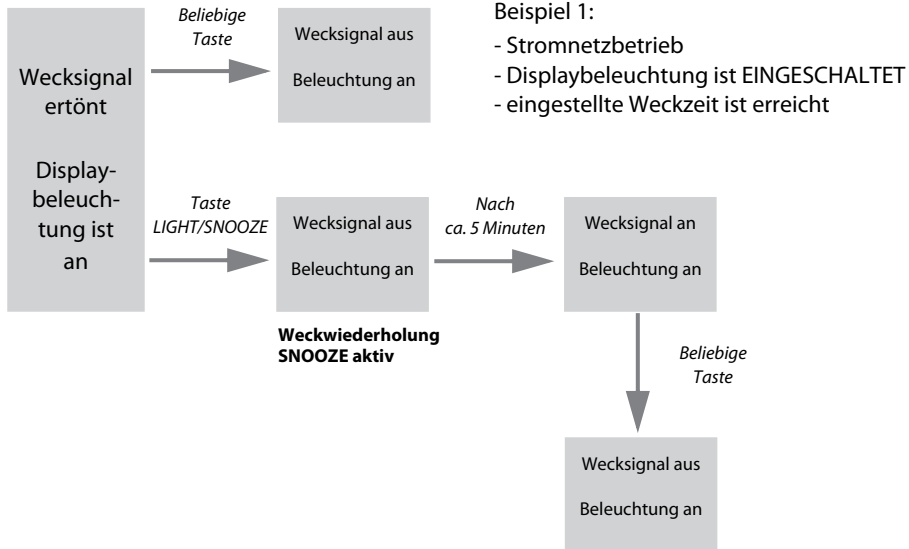 Beispiel 1:
- Stromnetzbetrieb
- Displaybeleuchtung ist EINGESCHALTET
- eingestellte Weckzeit ist erreicht
Wecksignal
ertönt
Display-
beleuch-
tung ist
an
Beliebige
Taste
Wecksignal aus
Beleuchtung an
Taste
LIGHT/SNOOZE
Wecksignal aus
Beleuchtung an
Weckwiederholung
SNOOZE aktiv
Nach
ca. 5 Minuten
Wecksignal an
Beleuchtung an
Beliebige
Taste
Wecksignal aus
Beleuchtung an